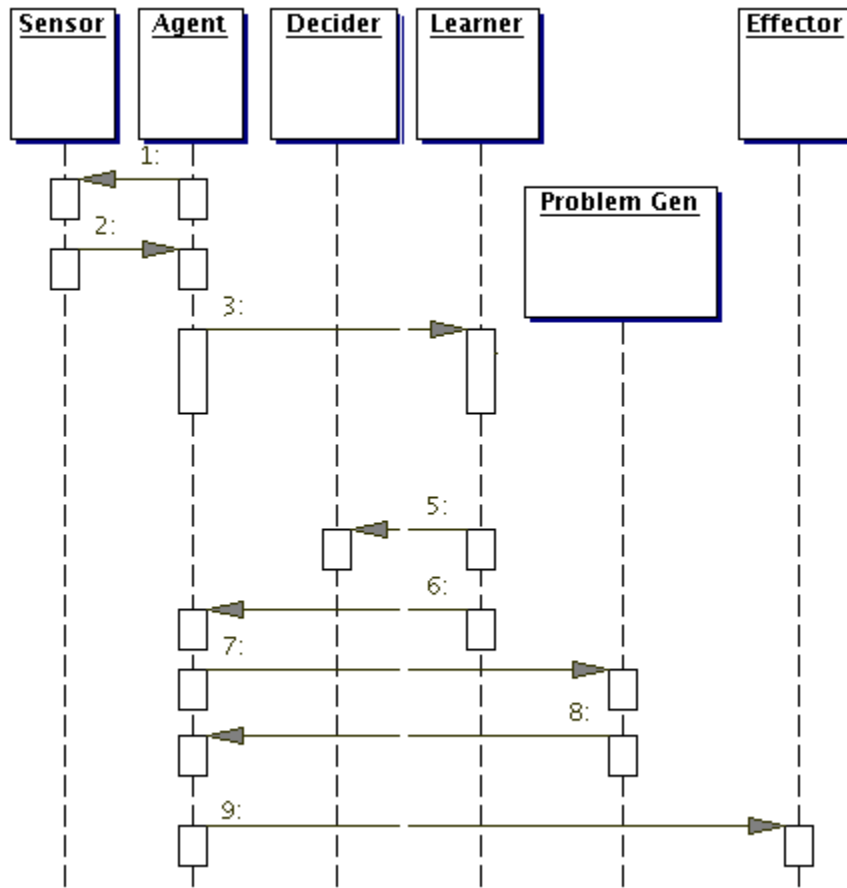 Sensor
Agent
Decider
Learner
Effector
1:
Problem Gen
2:
3:
5:
6:
7:
8:
9: